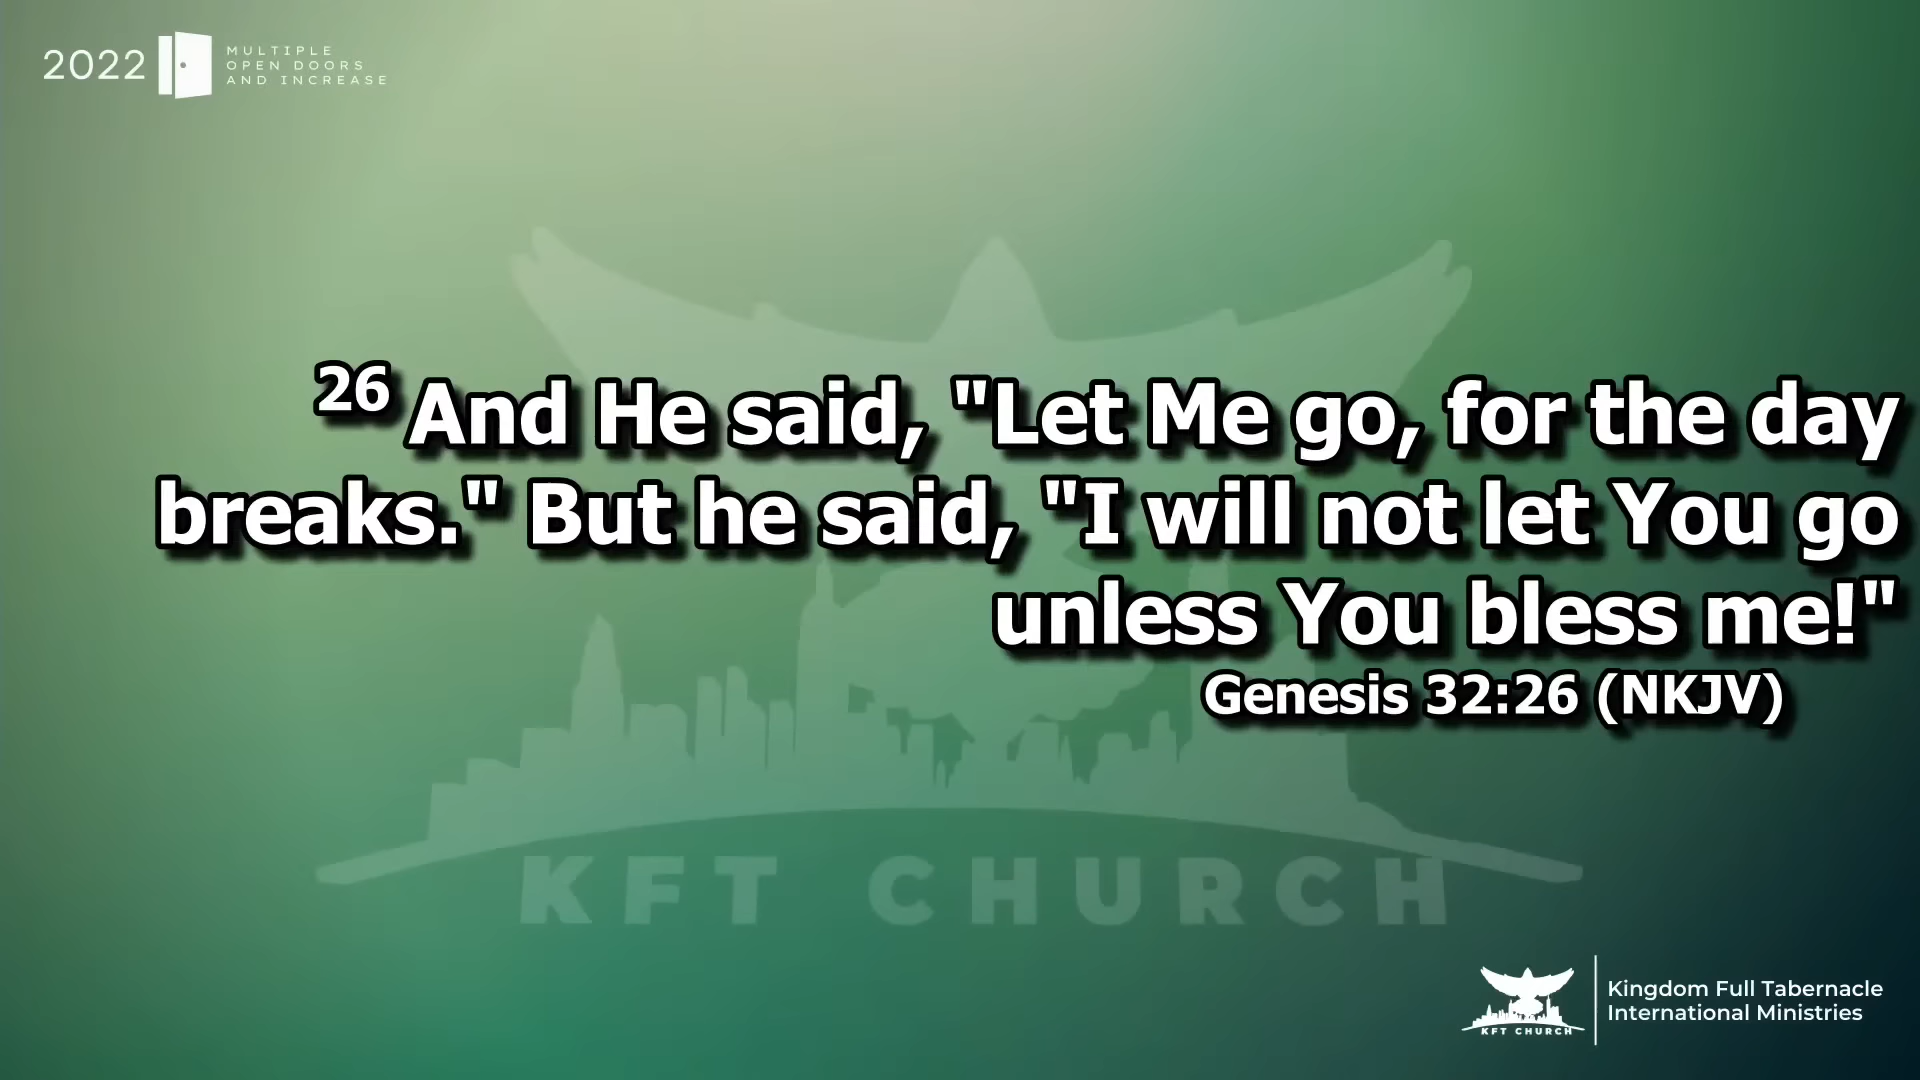 2022
MULTIPLE
OPEN DOORS
AND INCREASE
26 And He said, "Let Me go, for the day
breaks." But he said, "I will not let You go
unless You bless me!"
Genesis 32:26 (NKJV)
KFT CHURCH
KFT CHURCH
Kingdom Full Tabernacle
International Ministries